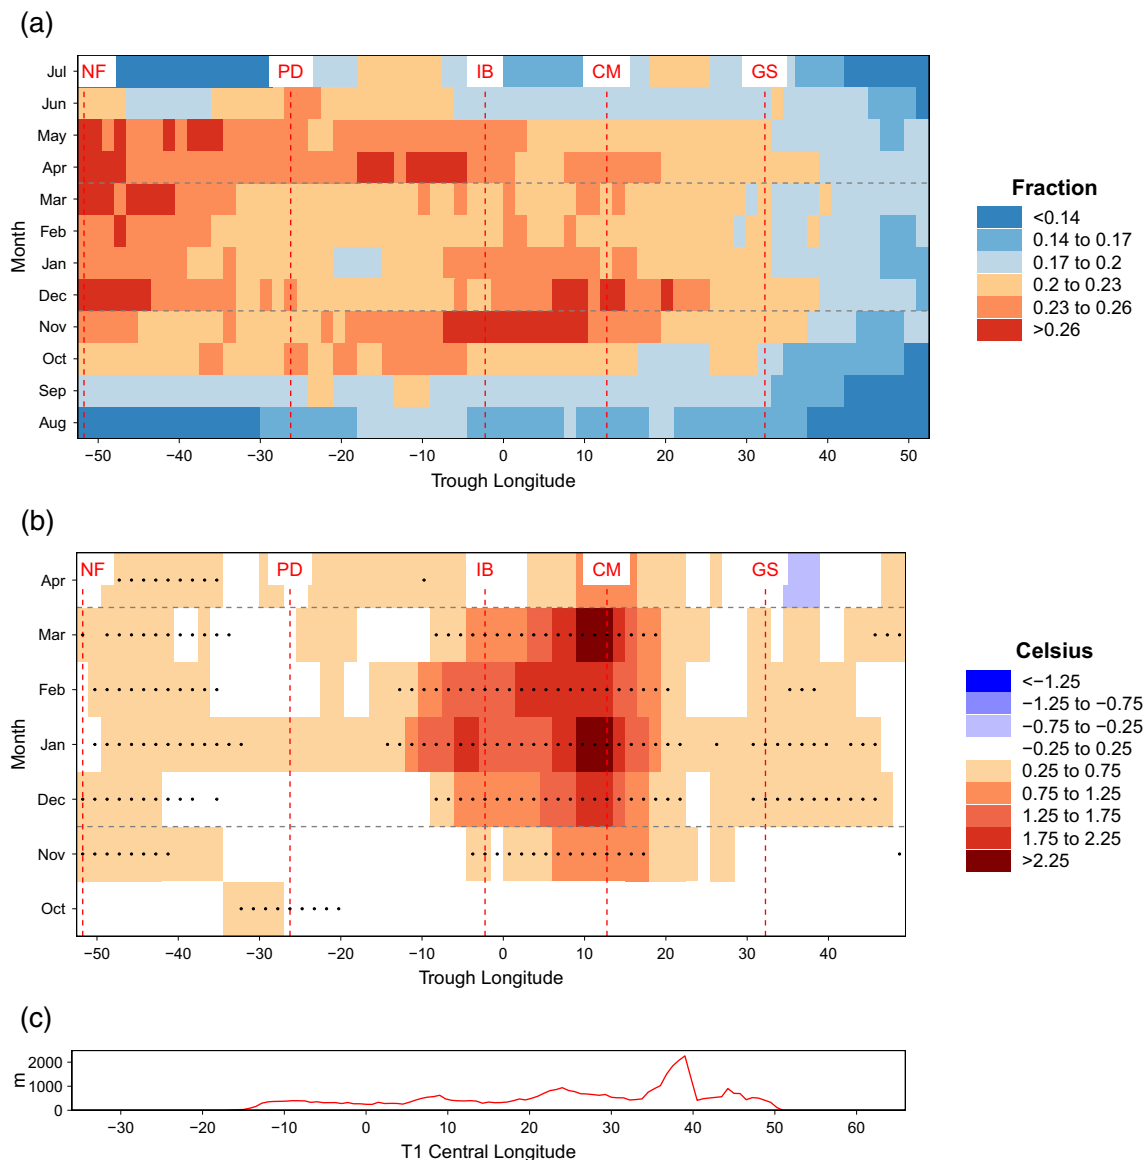 (a)
NF PD IB CM GS
Jul
Jun
May
Apr
Mar
Feb
Jan
Dec
Nov
Oct
Sep
Aug
Month
−50 −40 −30 −20 −10 0 10 20 30 40 50
Trough Longitude
Fraction
<0.14
0.14 to 0.17
0.17 to 0.2
0.2 to 0.23
0.23 to 0.26
>0.26
(b)
NF PD IB CM GS
Apr
Mar
Feb
Jan
Dec
Nov
Oct
Month
−50 −40 −30 −20 −10 0 10 20 30 40
Trough Longitude
Celsius
<−1.25
−1.25 to −0.75
−0.75 to −0.25
−0.25 to 0.25
0.25 to 0.75
0.75 to 1.25
1.25 to 1.75
1.75 to 2.25
>2.25
(c)
m
2000
1000
0
−30 −20 −10 0 10 20 30 40 50 60
T1 Central Longitude